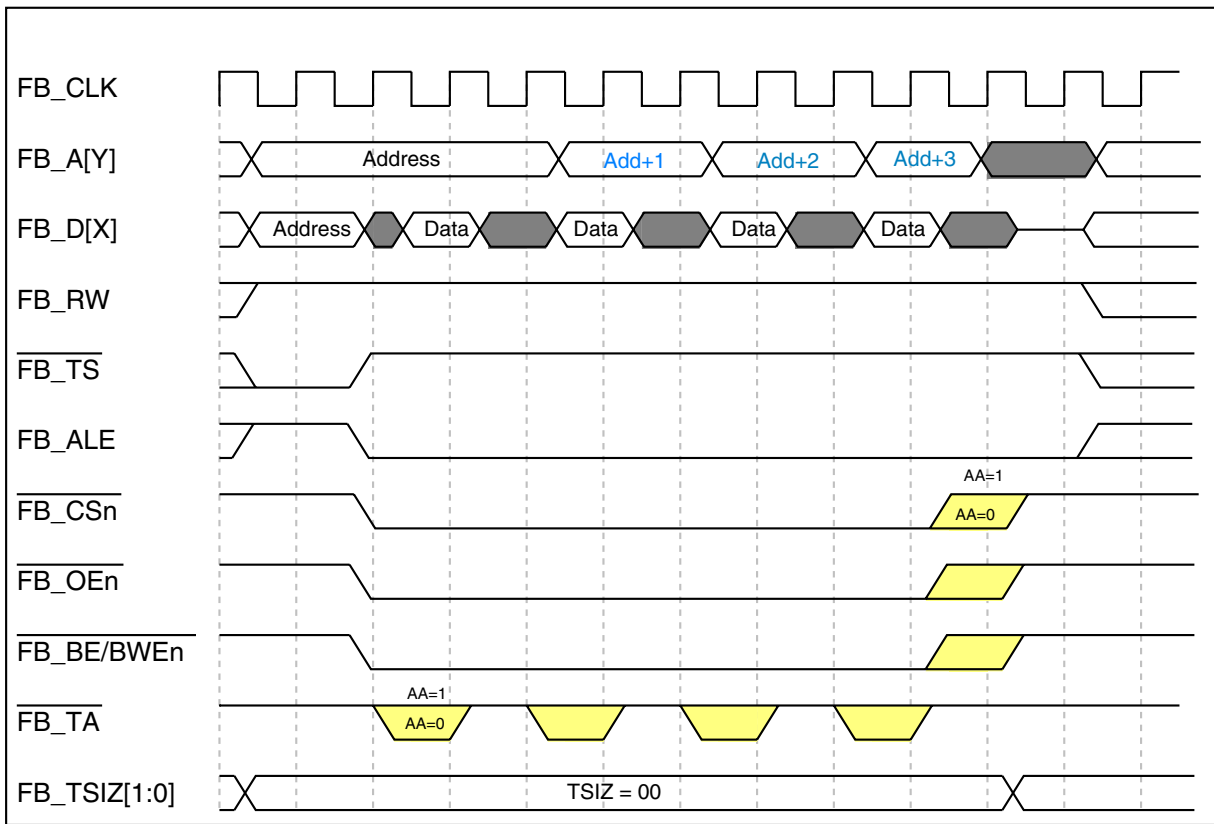 FB_CLK
FB_A[Y]
Address
Add+1
Add+2
Add+3
FB_D[X]
Address
Data
Data
Data
Data
FB_RW
FB_TS
FB_ALE
AA=1
FB_CSn
AA=0
FB_OEn
FB_BE/BWEn
AA=1
FB_TA
AA=0
FB_TSIZ[1:0]
TSIZ = 00